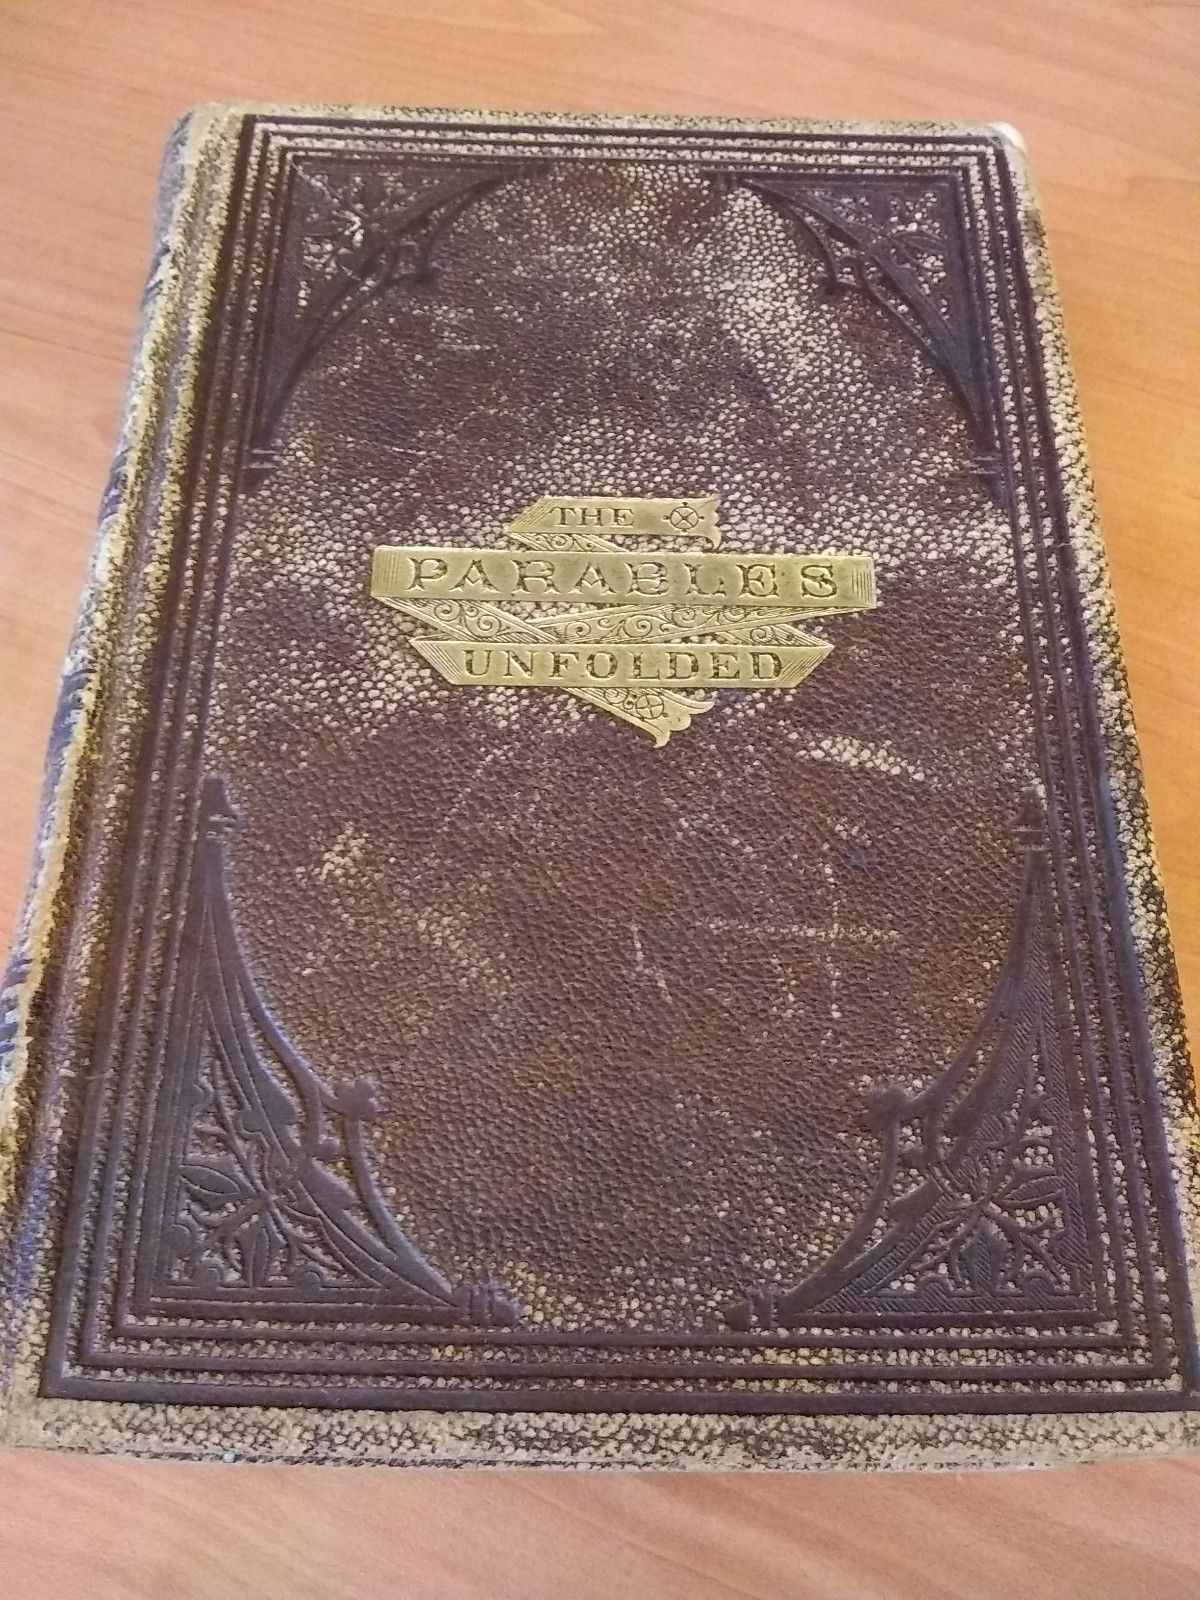 THE
PARABLES
UNFOLDED